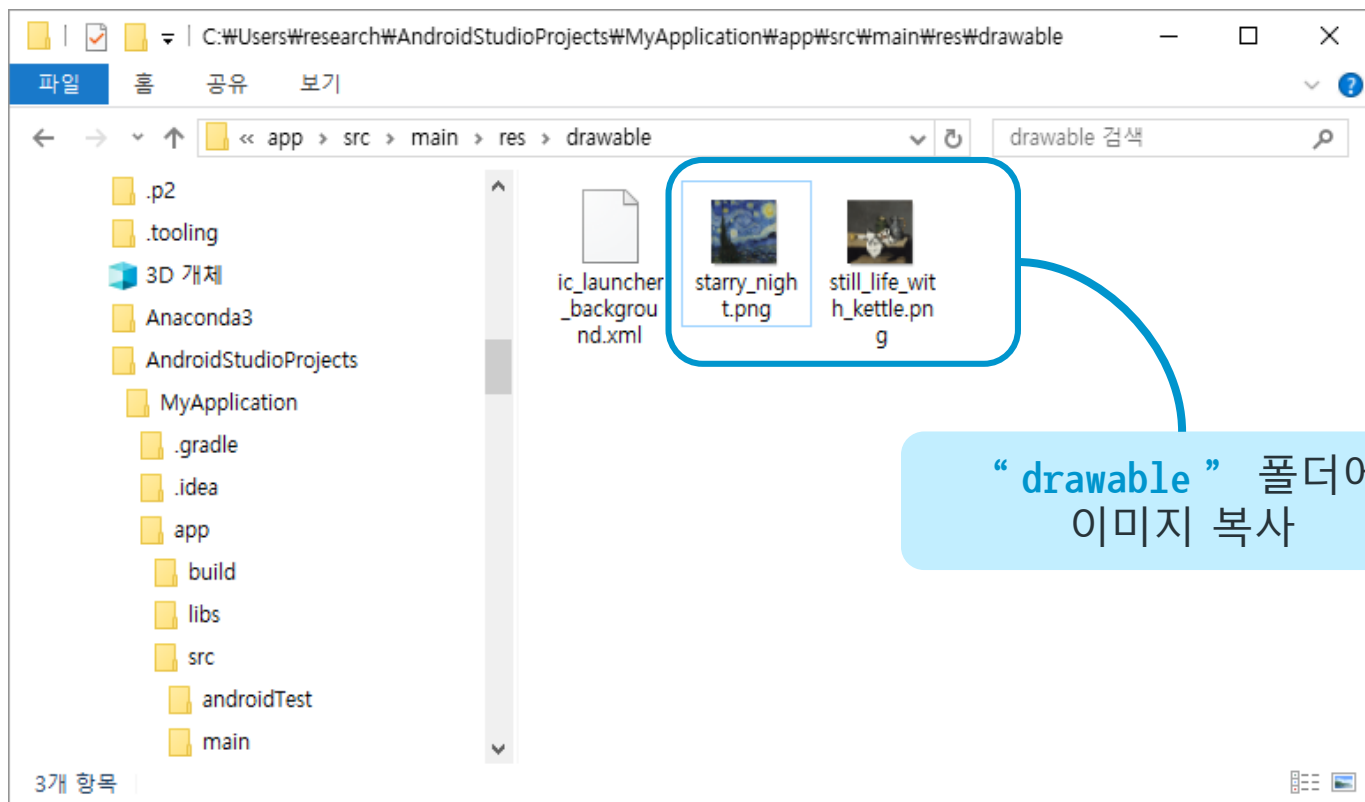 C:₩Users₩research₩AndroidStudioProjects₩MyApplication₩app₩src₩main₩res₩drawable
파일 홈 공유 보기
« app › src › main › res › drawable
drawable 검색
.p2
.tooling
3D 개체
Anaconda3
AndroidStudioProjects
MyApplication
.gradle
.idea
app
build
libs
src
androidTest
main
ic_launcher
_backgrou
nd.xml
starry_nigh
t.png
still_life_wit
h_kettle.pn
g
“drawable” 폴더에
이미지 복사
3개 항목